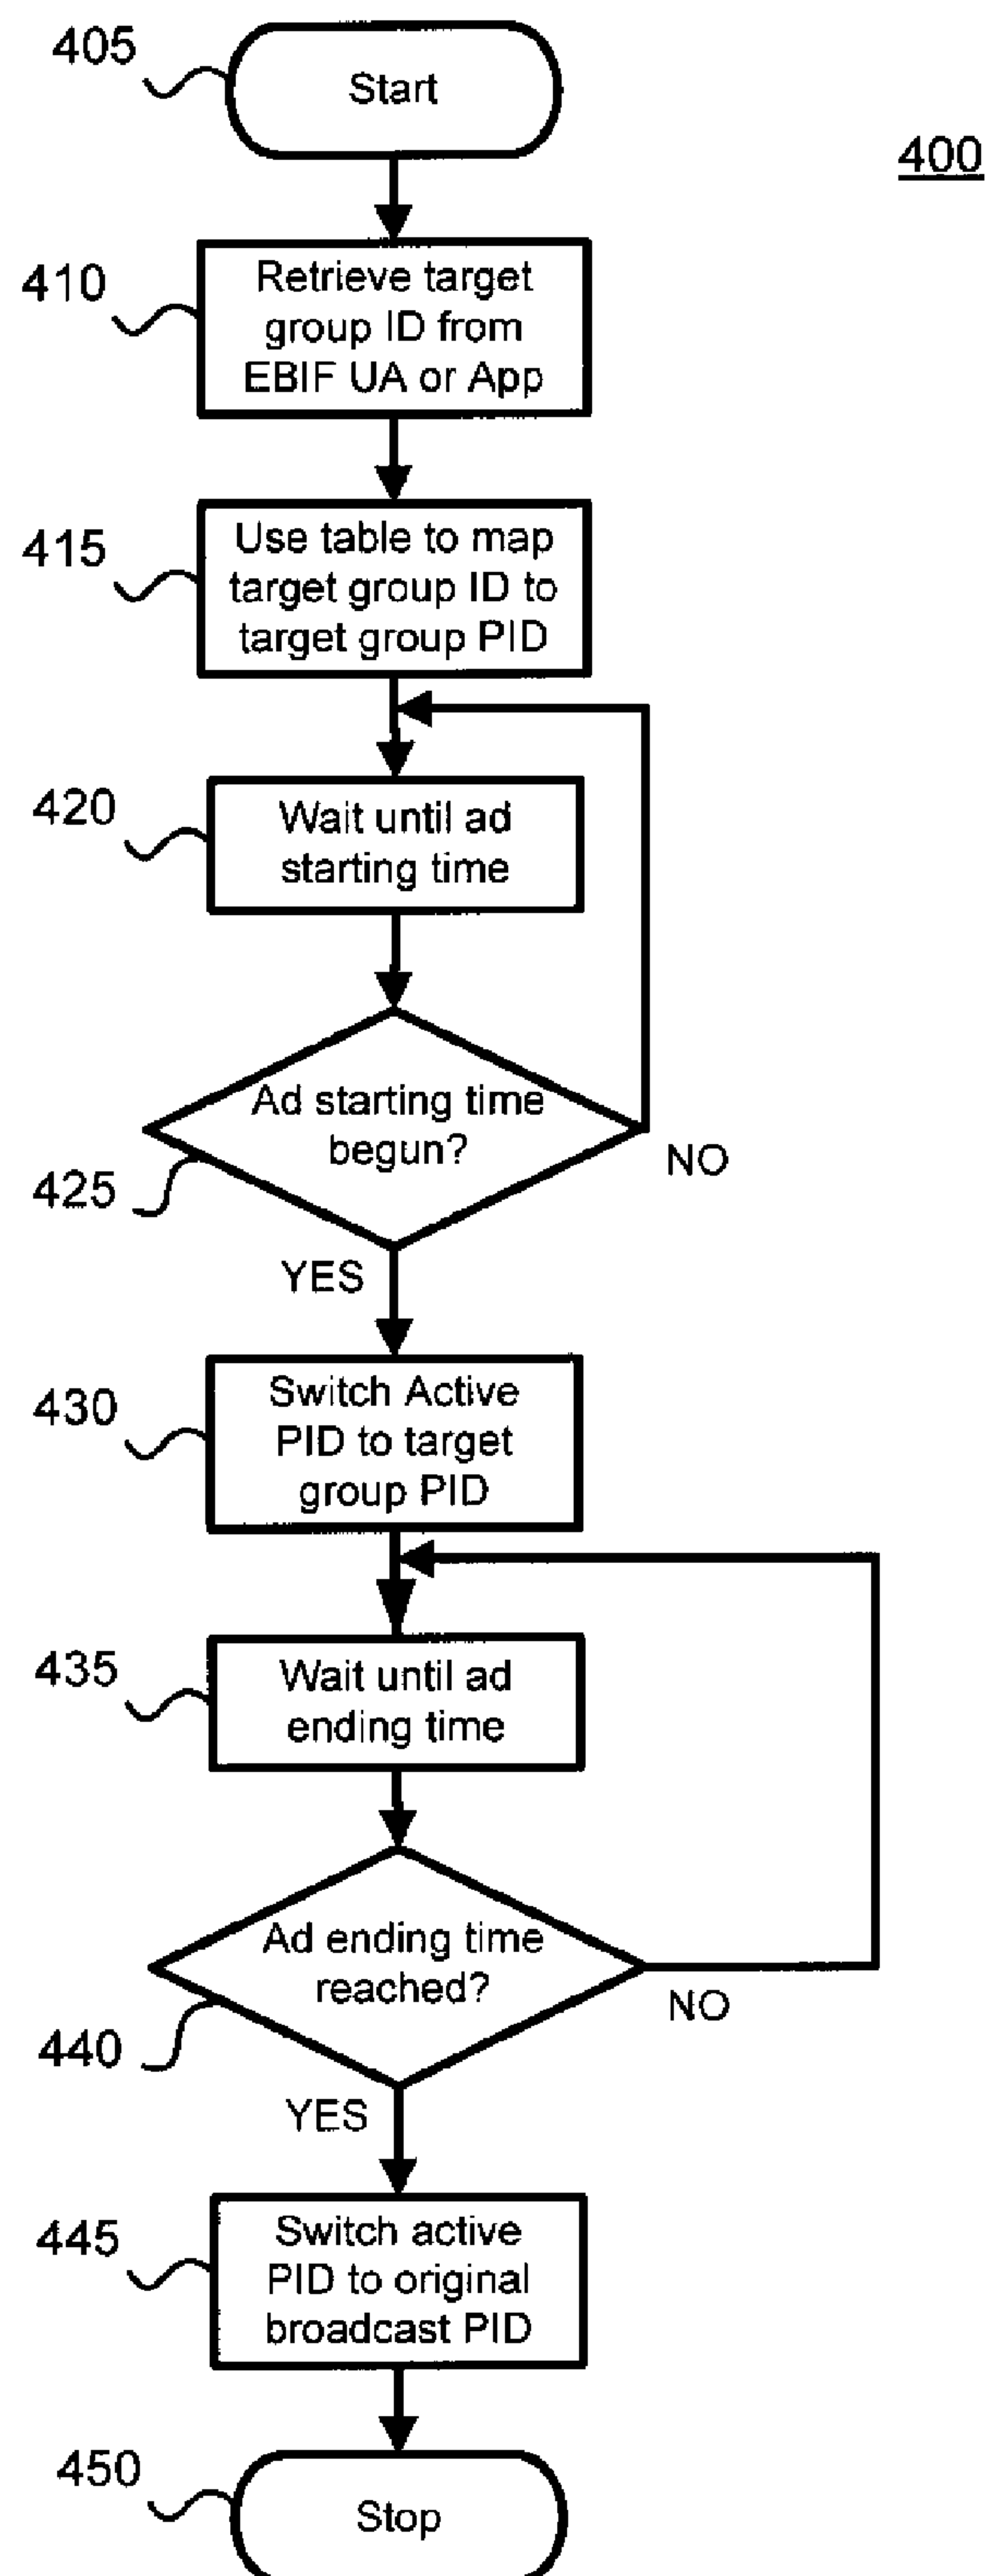 405
Start
400
410
Retrieve target
group ID from
EBIF UA or App
415
Use table to map
target group ID to
target group PID
420
Wait until ad
starting time
Ad starting time
begun?
425
NO
YES
430
Switch Active
PID to target
group PID
435
Wait until ad
ending time
Ad ending time
reached?
440
NO
YES
445
Switch active
PID to original
broadcast PID
450
Stop